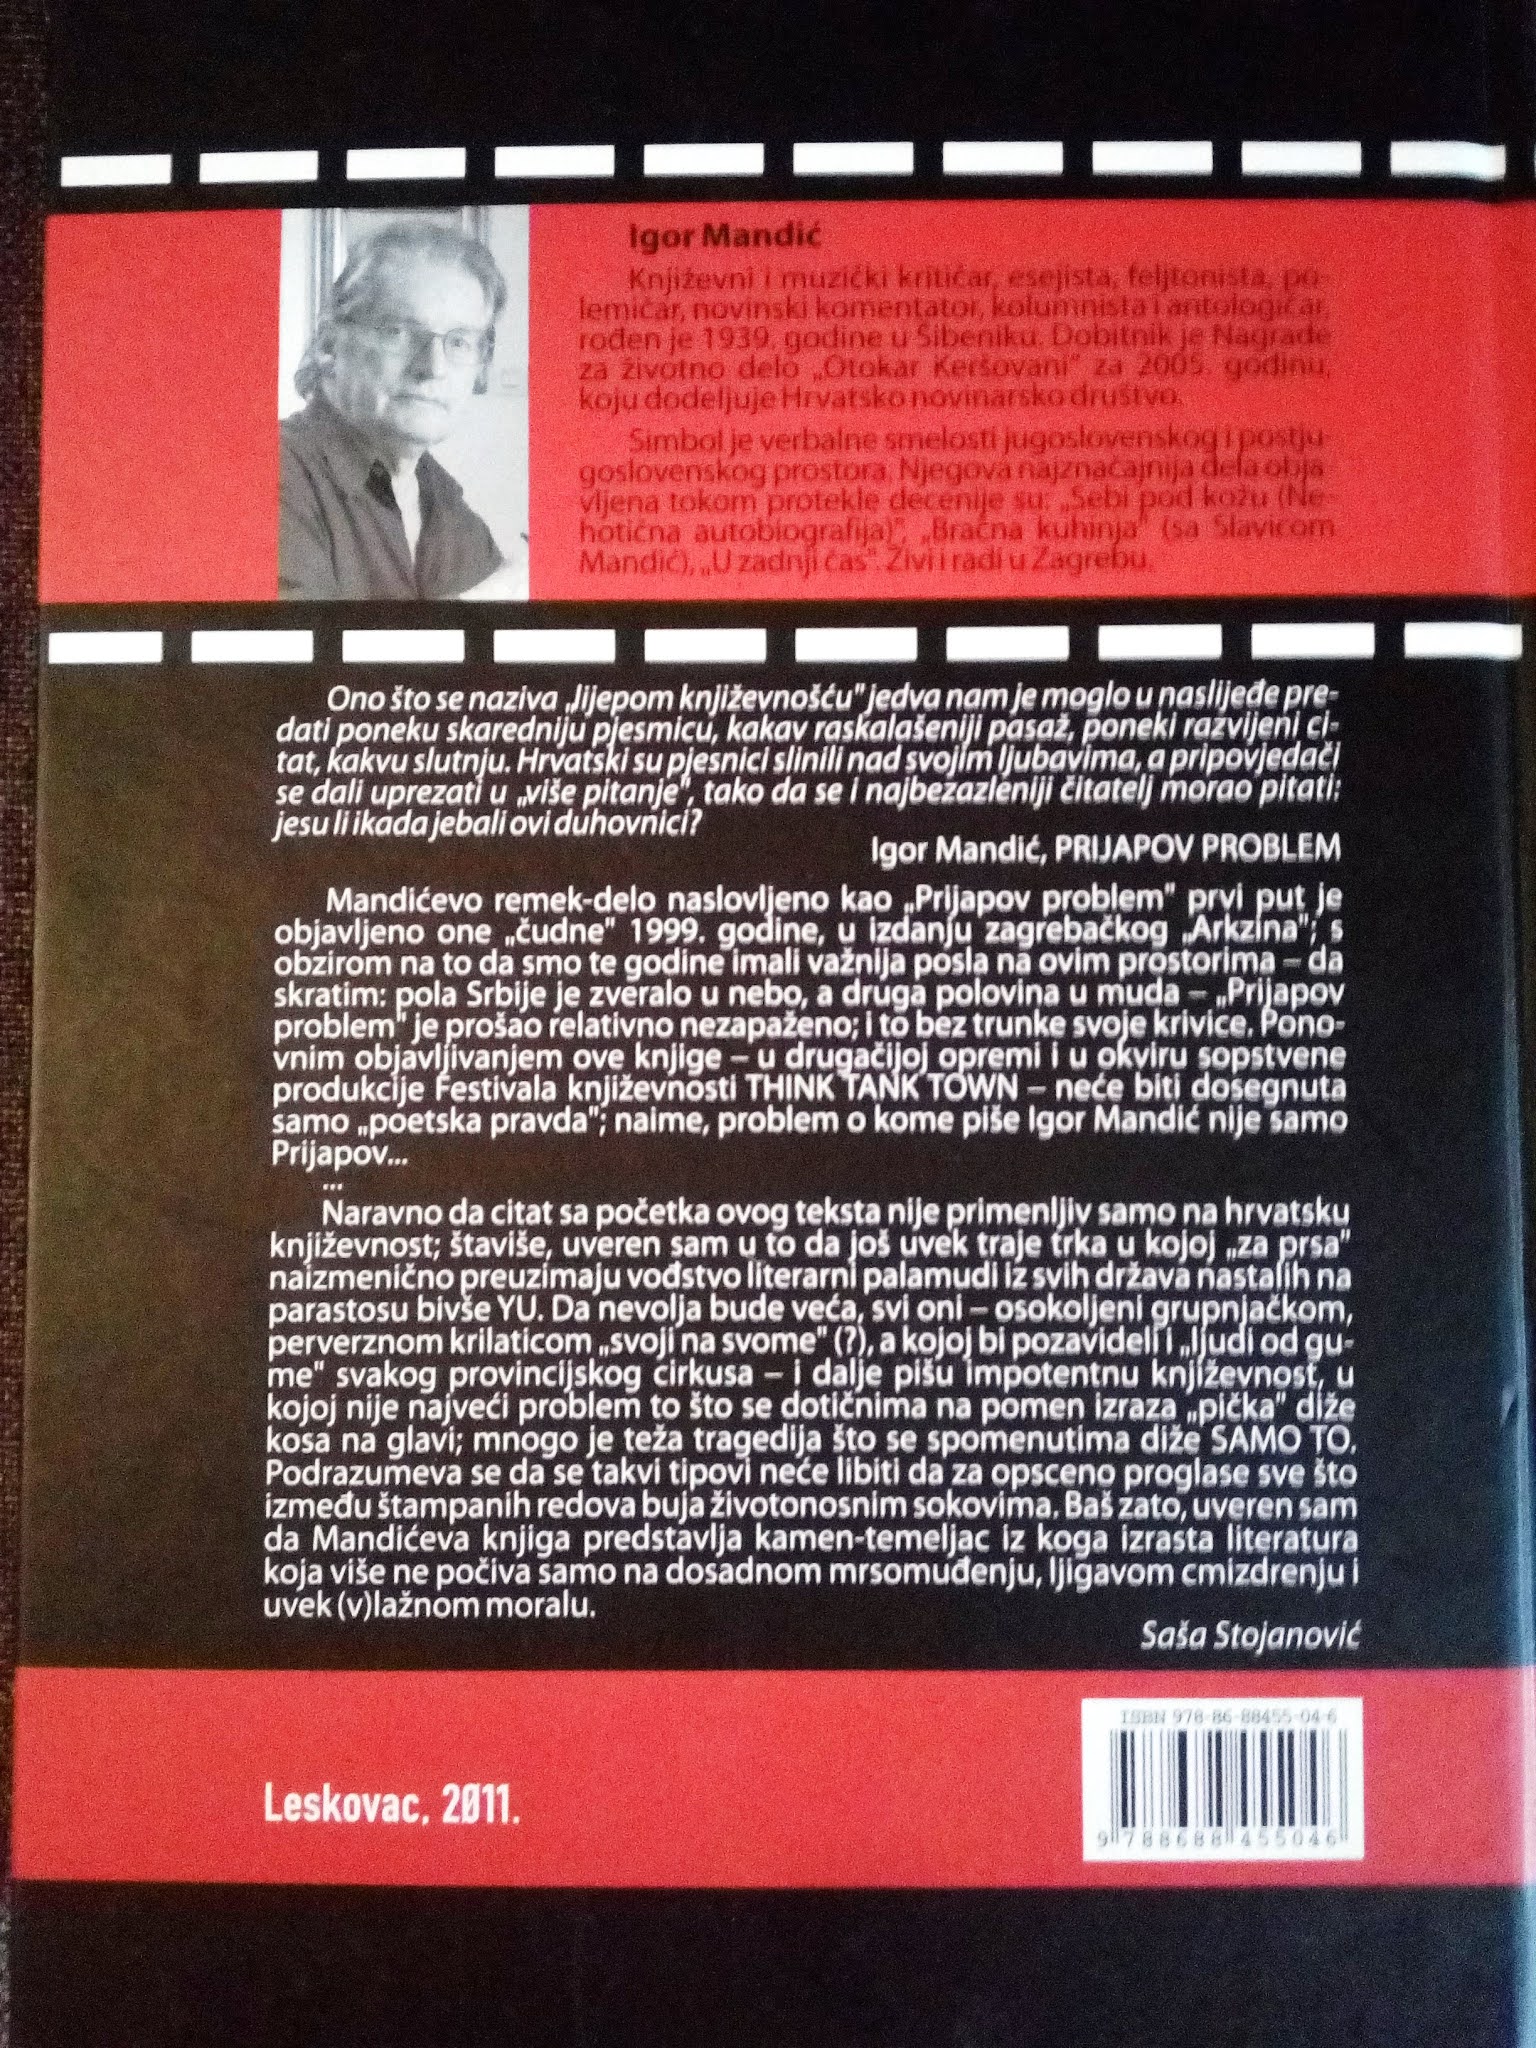 Igor Mandić
Književni i muzički kritičar, esejista, feljtonista, po-
lemičar, novinski komentator, kolumnista i antologičar,
rođen je 1939. godine u Šibeniku. Dobitnik je Nagrade
za životno delo „Otokar Keršovani" za 2005. godinu,
koju dodeljuje Hrvatsko novinarsko društvo.
Simbol je verbalne smelosti jugoslovenskog i postju-
goslovenskog prostora. Njegova najznačajnija dela obja-
vljena tokom protekle decenije su: „Sebi pod kožu (Ne-
hotična autobiografija)", „Bračna kuhinja" (sa Slavicom
Mandić), „U zadnji čas". Živi i radi u Zagrebu.
Ono što se naziva „lijepom književnošću" jedva nam je moglo u naslijeđe pre-
dati poneku skaredniju pjesmicu, kakav raskalašeniji pasaž, poneki razvijeni ci-
tat, kakvu slutnju. Hrvatski su pjesnici slinili nad svojim ljubavima, a pripovjedači
se dali uprezati u „više pitanje", tako da se i najbezazleniji čitatelj morao pitati:
jesu li ikada jebali ovi duhovnici?
Igor Mandić, PRIJAPOV PROBLEM
Mandićevo remek-delo naslovljeno kao „Prijapov problem" prvi put je
objavljeno one „čudne" 1999. godine, u izdanju zagrebačkog „Arkzina"; s
obzirom na to da smo te godine imali važnija posla na ovim prostorima – da
skratim: pola Srbije je zveralo u nebo, a druga polovina u muda – „Prijapov
problem" je prošao relativno nezapaženo; i to bez trunke svoje krivice. Pono-
vnim objavljivanjem ove knjige – u drugačijoj opremi i u okviru sopstvene
produkcije Festivala književnosti THINK TANK TOWN – neće biti dosegnuta
samo „poetska pravda"; naime, problem o kome piše Igor Mandić nije samo
Prijapov...
...
Naravno da citat sa početka ovog teksta nije primenljiv samo na hrvatsku
književnost; štaviše, uveren sam u to da još uvek traje trka u kojoj „za prsa"
naizmenično preuzimaju vođstvo literarni palamudi iz svih država nastalih na
parastosu bivše YU. Da nevolja bude veća, svi oni – osokoljeni grupnjačkom,
perverznom krilaticom „svoji na svome" (?), a kojoj bi pozavideli i „ljudi od gu-
me" svakog provincijskog cirkusa – i dalje pišu impotentnu književnost, u
kojoj nije najveći problem to što se dotičnima na pomen izraza „pička" diže
kosa na glavi; mnogo je teža tragedija što se spomenutima diže SAMO TO.
Podrazumeva se da se takvi tipovi neće libiti da za opsceno proglase sve što
između štampanih redova buja životonosnim sokovima. Baš zato, uveren sam
da Mandićeva knjiga predstavlja kamen-temeljac iz koga izrasta literatura
koja više ne počiva samo na dosadnom mrsomuđenju, ljigavom cmizdrenju i
uvek (v)lažnom moralu.
Saša Stojanović
ISBN 978-86-88455-04-6
9 788688 455046
Leskovac, 2011.